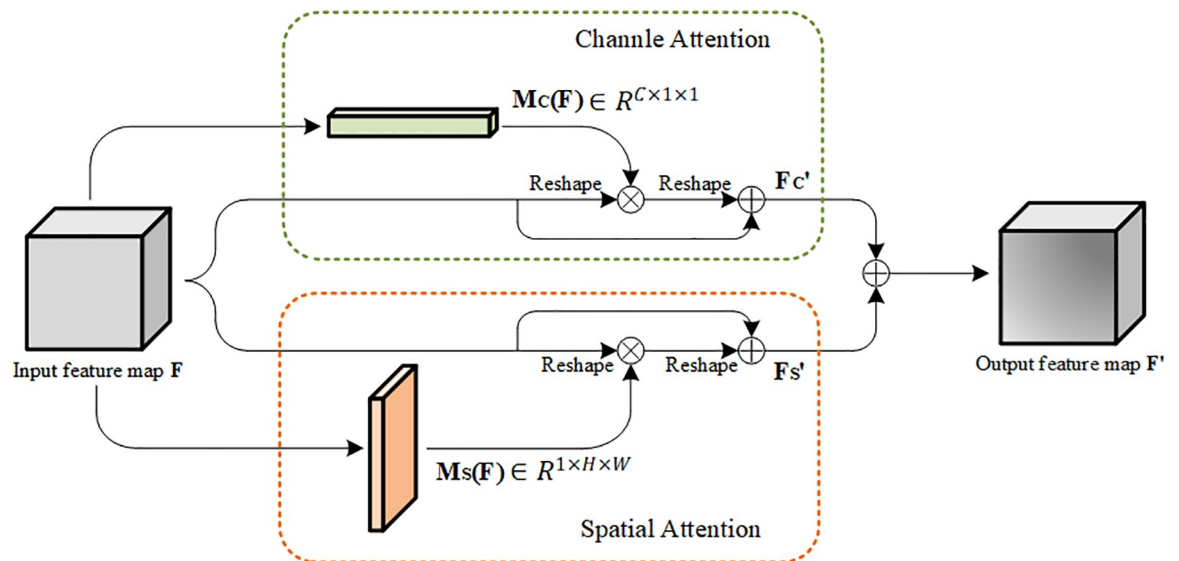 Channle Attention
Mc(F) ∈ R^{C×1×1}
Reshape
Reshape
Fc'
Input feature map F
Reshape
Reshape
Fs'
Output feature map F'
Ms(F) ∈ R^{1×H×W}
Spatial Attention